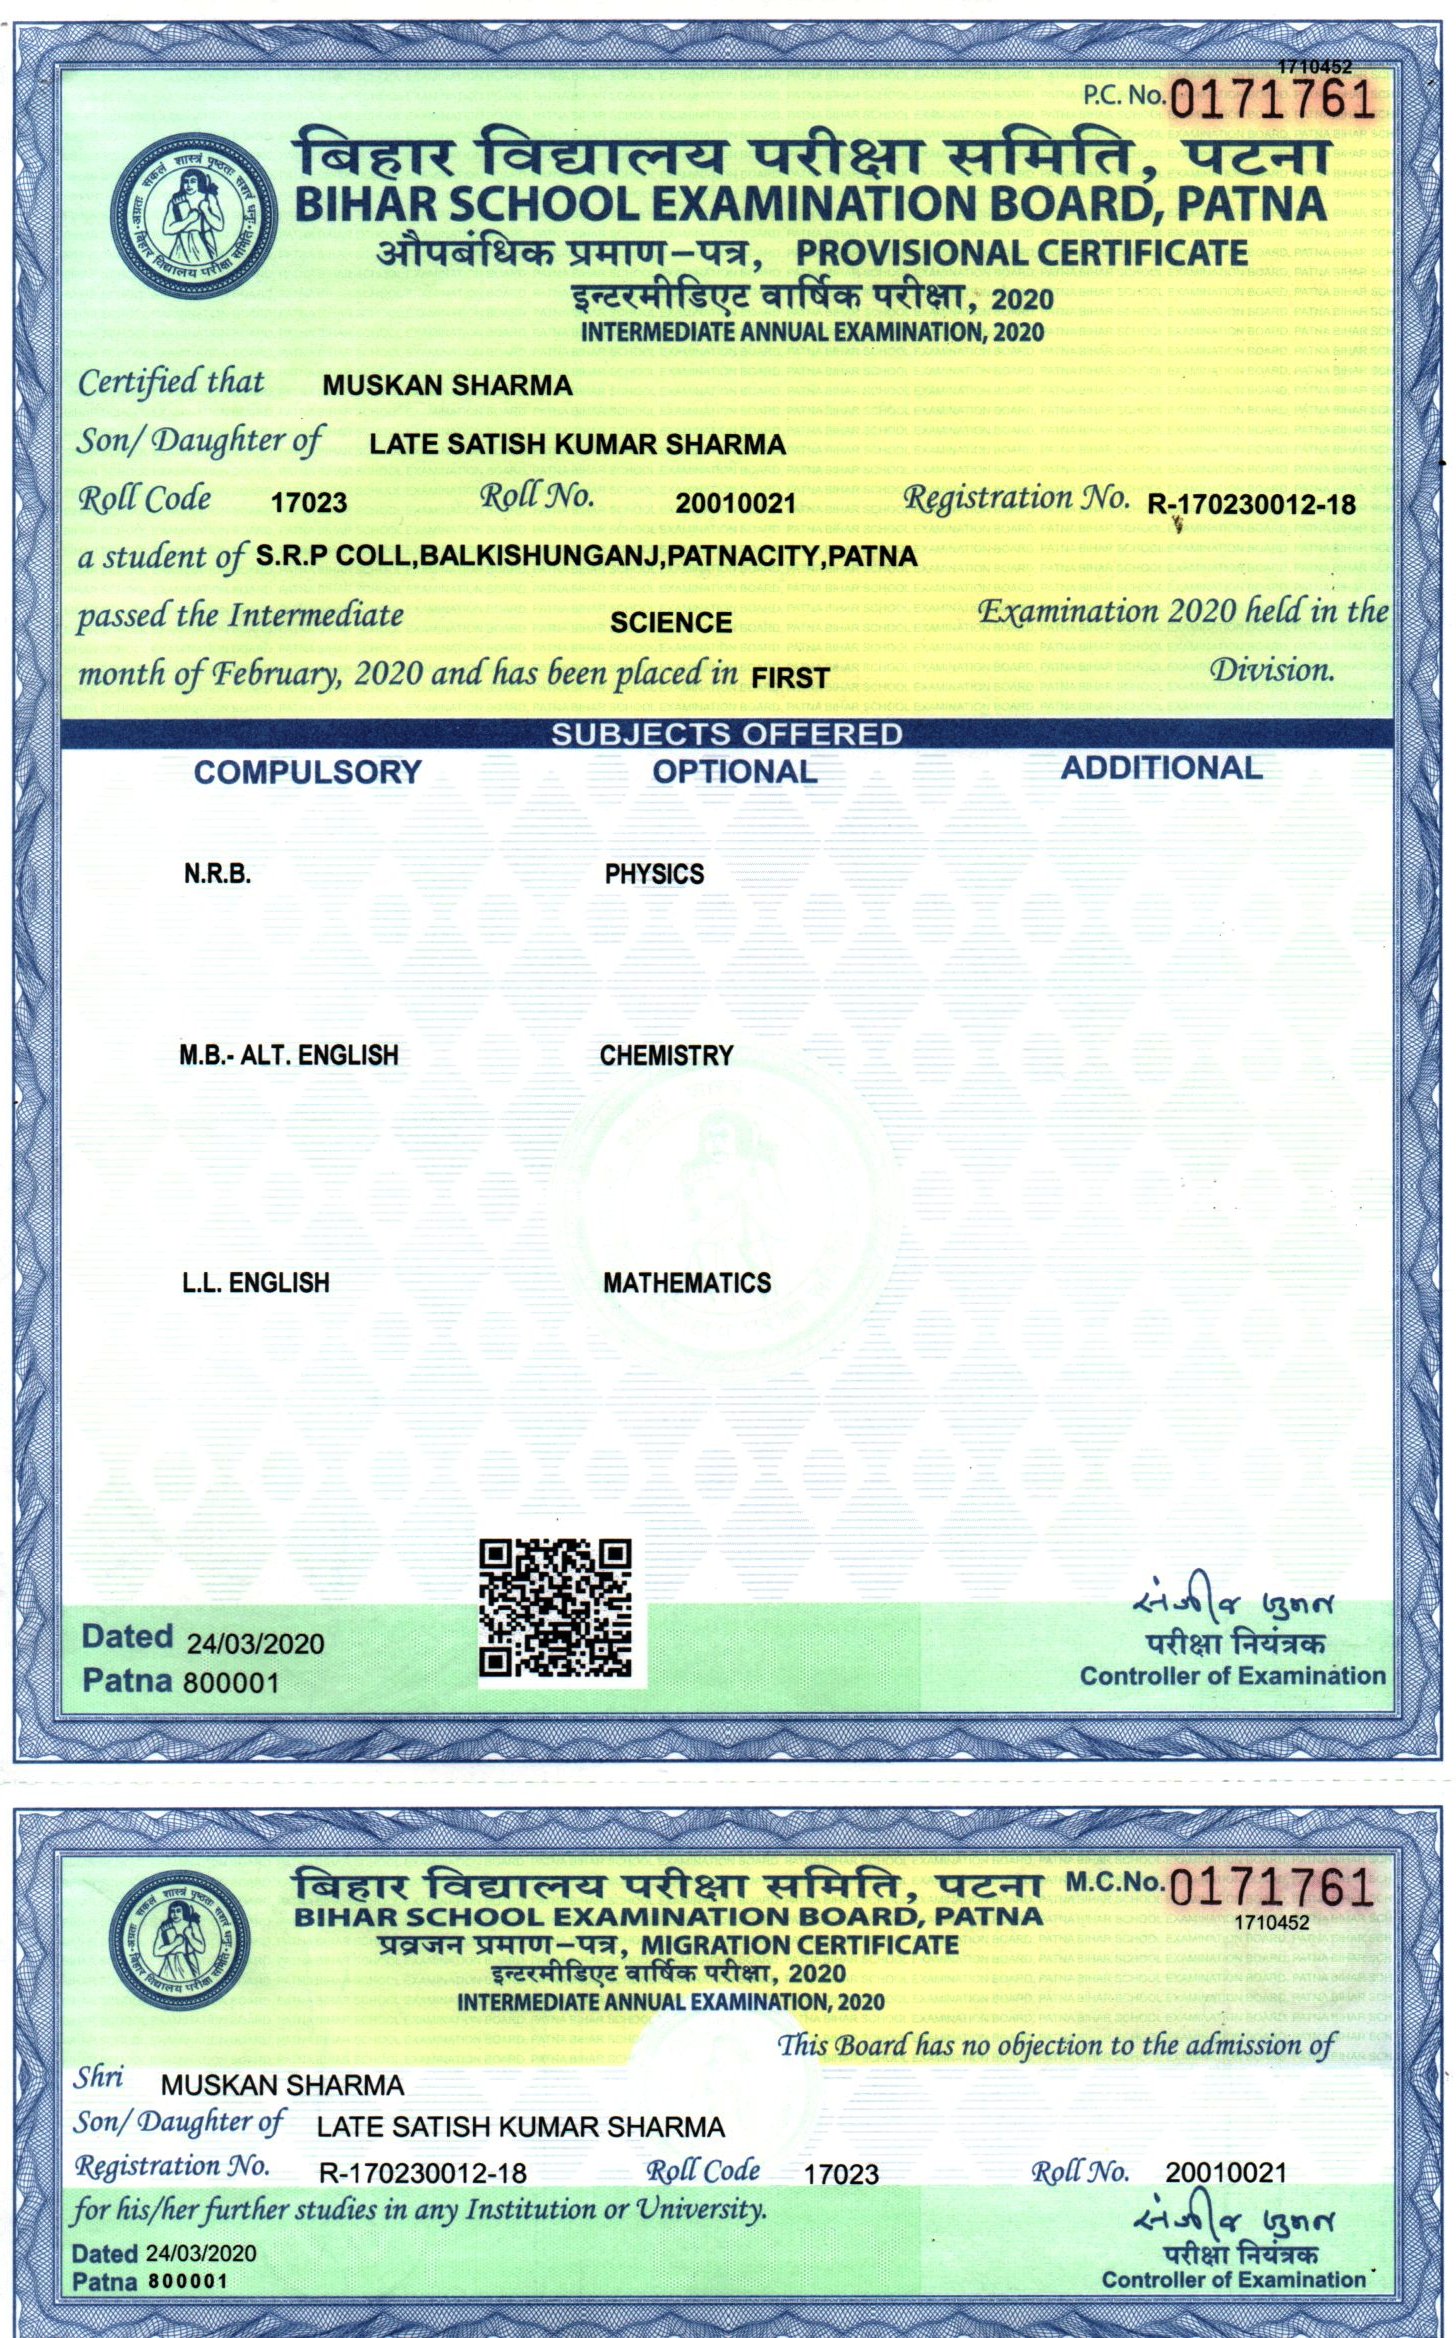 1710452
P.C. No. 0171761
बिहार विद्यालय परीक्षा समिति, पटना
BIHAR SCHOOL EXAMINATION BOARD, PATNA
औपबंधिक प्रमाण–पत्र, PROVISIONAL CERTIFICATE
इन्टरमीडिएट वार्षिक परीक्षा, 2020
INTERMEDIATE ANNUAL EXAMINATION, 2020
Certified that MUSKAN SHARMA
Son/ Daughter of LATE SATISH KUMAR SHARMA
Roll Code 17023 Roll No. 20010021 Registration No. R-170230012-18
a student of S.R.P COLL,BALKISHUNGANJ,PATNACITY,PATNA
passed the Intermediate SCIENCE Examination 2020 held in the
month of February, 2020 and has been placed in FIRST Division.
SUBJECTS OFFERED
COMPULSORY OPTIONAL ADDITIONAL
N.R.B. PHYSICS
M.B.- ALT. ENGLISH CHEMISTRY
L.L. ENGLISH MATHEMATICS
Dated 24/03/2020
परीक्षा नियंत्रक
Patna 800001 Controller of Examination
बिहार विद्यालय परीक्षा समिति, पटना M.C.No. 0171761
BIHAR SCHOOL EXAMINATION BOARD, PATNA 1710452
प्रव्रजन प्रमाण–पत्र, MIGRATION CERTIFICATE
इन्टरमीडिएट वार्षिक परीक्षा, 2020
INTERMEDIATE ANNUAL EXAMINATION, 2020
This Board has no objection to the admission of
Shri MUSKAN SHARMA
Son/ Daughter of LATE SATISH KUMAR SHARMA
Registration No. R-170230012-18 Roll Code 17023 Roll No. 20010021
for his/her further studies in any Institution or University.
Dated 24/03/2020 परीक्षा नियंत्रक
Patna 800001 Controller of Examination